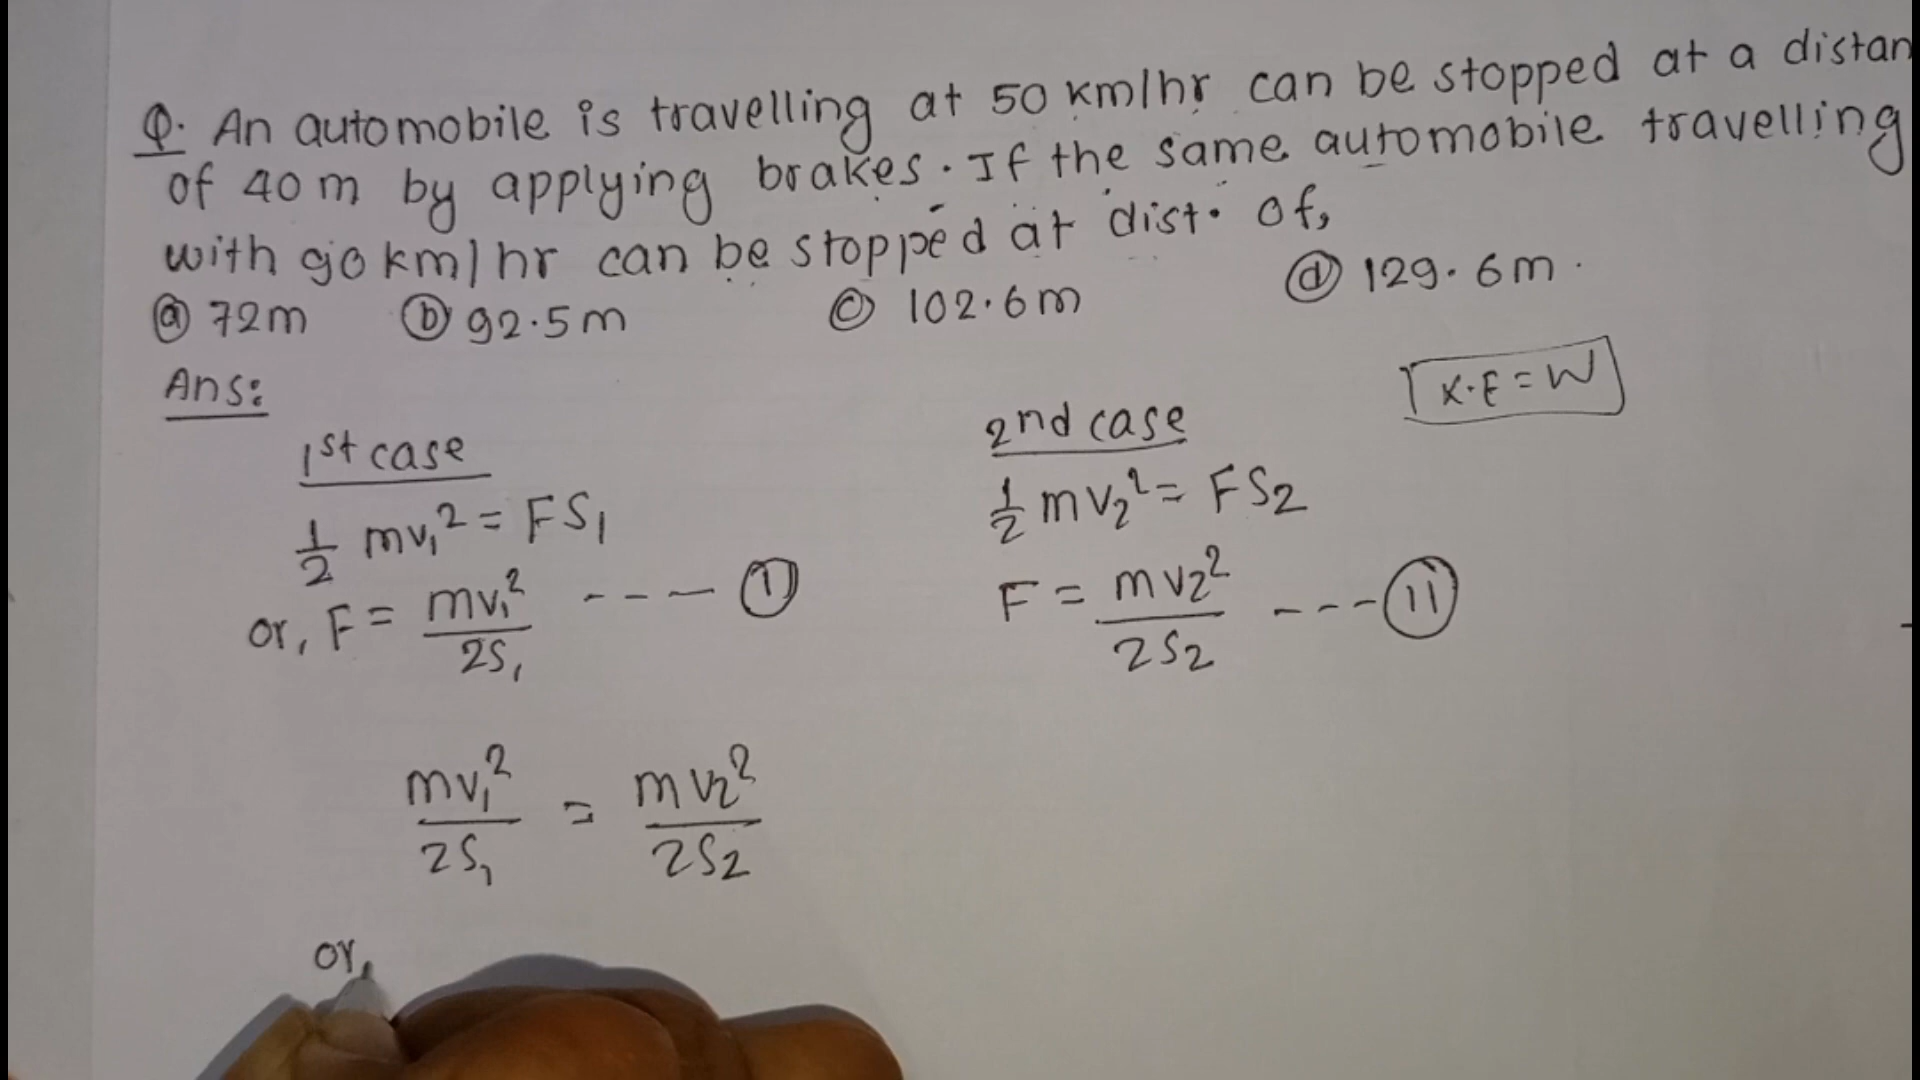 Q. An automobile is travelling at 50 km/hr can be stopped at a distan
of 40 m by applying brakes. If the same automobile travelling
with 90 km/hr can be stopped at dist. of,
(a) 72m (b) 92.5m (c) 102.6m (d) 129.6m.
Ans:
K.E = W
1st case
2nd case
1/2 mv₁² = FS₁
1/2 mv₂² = FS₂
or, F = mv₁²/2S₁ ---- (I)
F = mv₂²/2S₂ ---- (II)
mv₁²/2S₁ = mv₂²/2S₂
or,